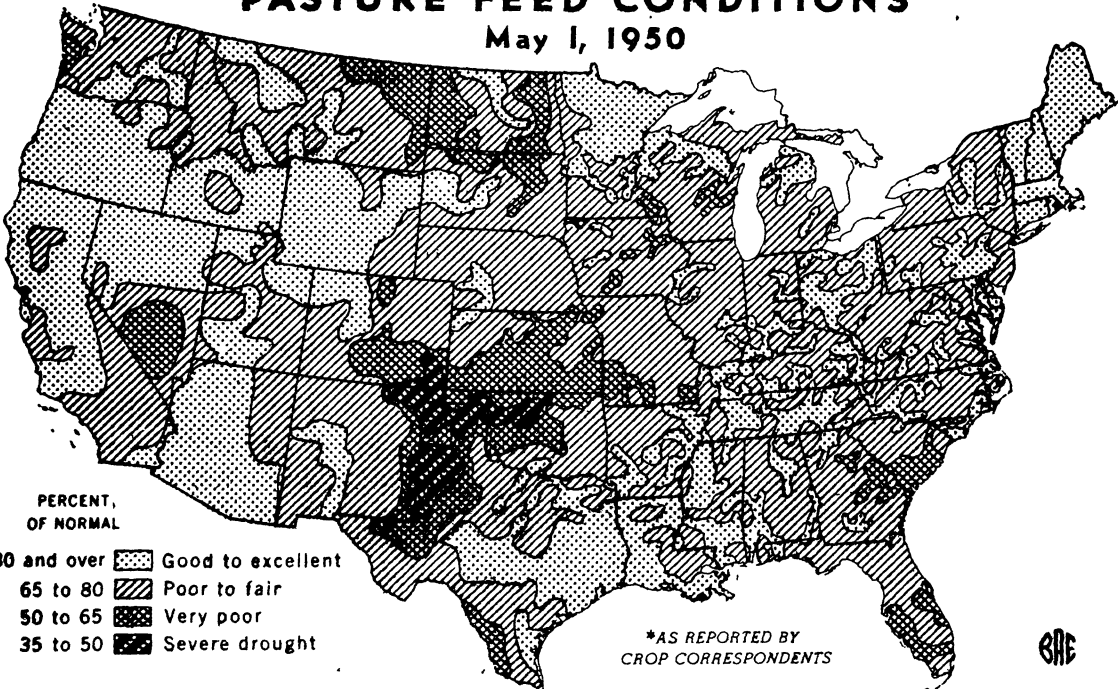 PASTURE FEED CONDITIONS
May 1, 1950
PERCENT,
OF NORMAL
80 and over Good to excellent
65 to 80 Poor to fair
50 to 65 Very poor
35 to 50 Severe drought
*AS REPORTED BY
CROP CORRESPONDENTS
BAE